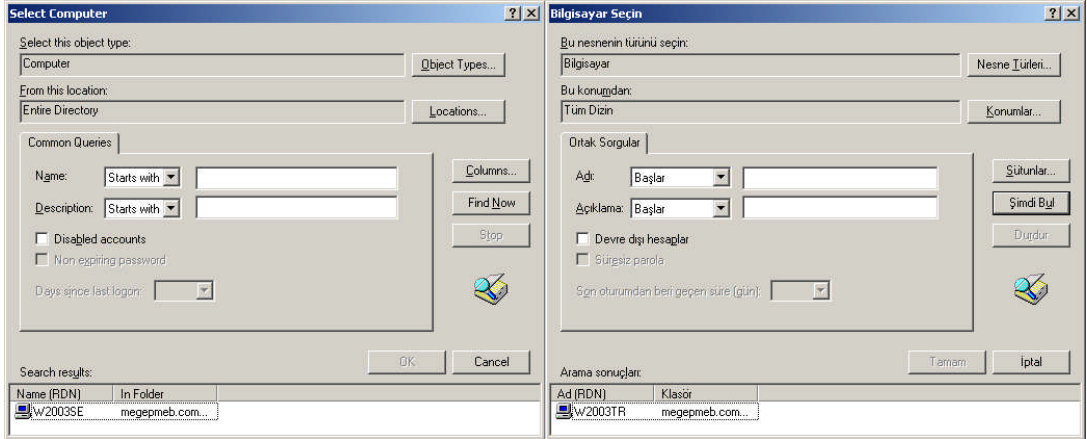 Select Computer
Select this object type:
Computer
Object Types...
From this location:
Entire Directory
Locations...
Common Queries
Name:
Starts with
Description:
Starts with
Disabled accounts
Non expiring password
Days since last logon:
Columns...
Find Now
Stop
OK
Cancel
Search results:
Name (RDN)
In Folder
W2003SE
megepmeb.com...
Bilgisayar Seçin
Bu nesnenin türünü seçin:
Bilgisayar
Nesne Türleri...
Bu konumdan:
Tüm Dizin
Konumlar...
Ortak Sorgular
Adı:
Başlar
Açıklama:
Başlar
Devre dışı hesaplar
Süresiz parola
Son oturumdan beri geçen süre (gün):
Sütunlar...
Şimdi Bul
Durdur
Tamam
İptal
Arama sonuçları:
Ad (RDN)
Klasör
W2003TR
megepmeb.com...